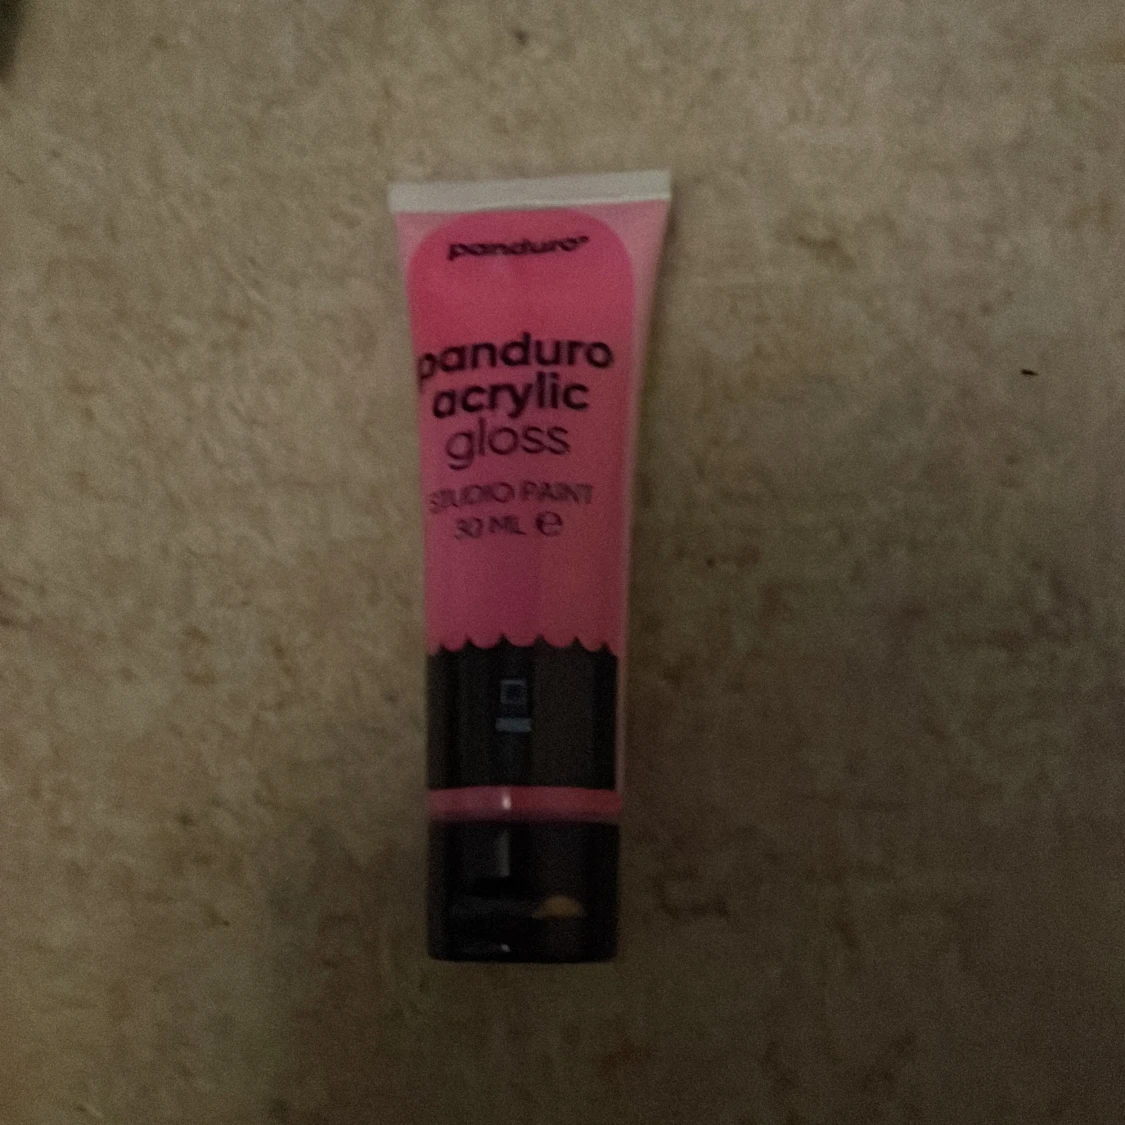 panduro®
panduro
acrylic
gloss
STUDIO PAINT
30 ML ℮